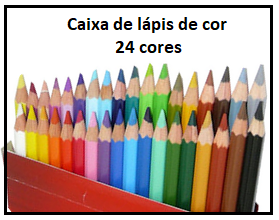 Caixa de lápis de cor
24 cores